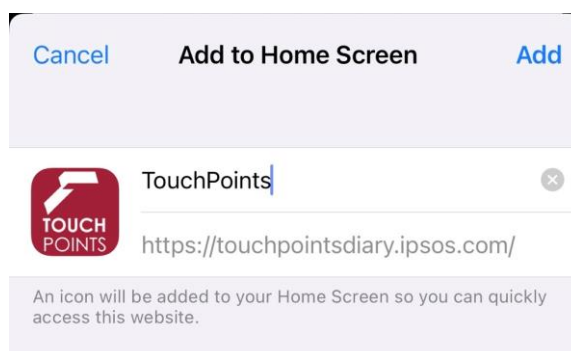 Cancel Add to Home Screen Add
TouchPoints
TOUCH
POINTS
https://touchpointsdiary.ipsos.com/
An icon will be added to your Home Screen so you can quickly
access this website.